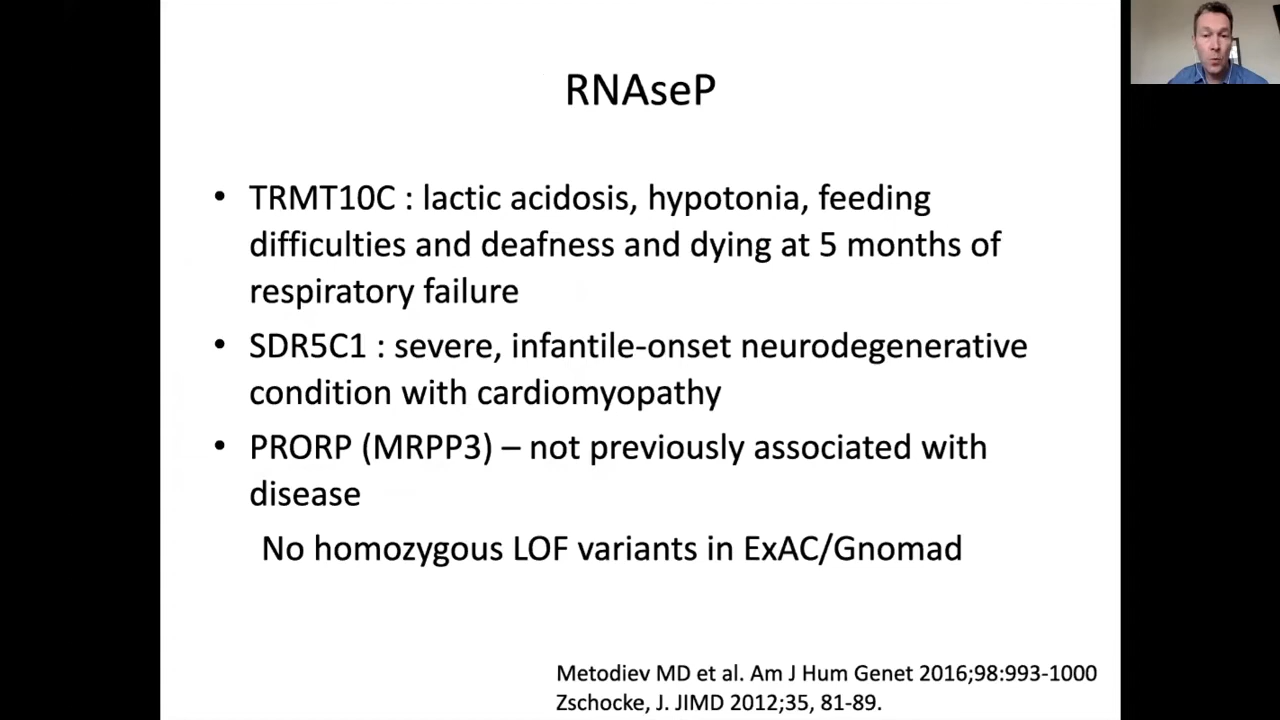 RNAseP
• TRMT10C : lactic acidosis, hypotonia, feeding
difficulties and deafness and dying at 5 months of
respiratory failure
• SDR5C1 : severe, infantile-onset neurodegenerative
condition with cardiomyopathy
• PRORP (MRPP3) – not previously associated with
disease
No homozygous LOF variants in ExAC/Gnomad
Metodiev MD et al. Am J Hum Genet 2016;98:993-1000
Zschocke, J. JIMD 2012;35, 81-89.